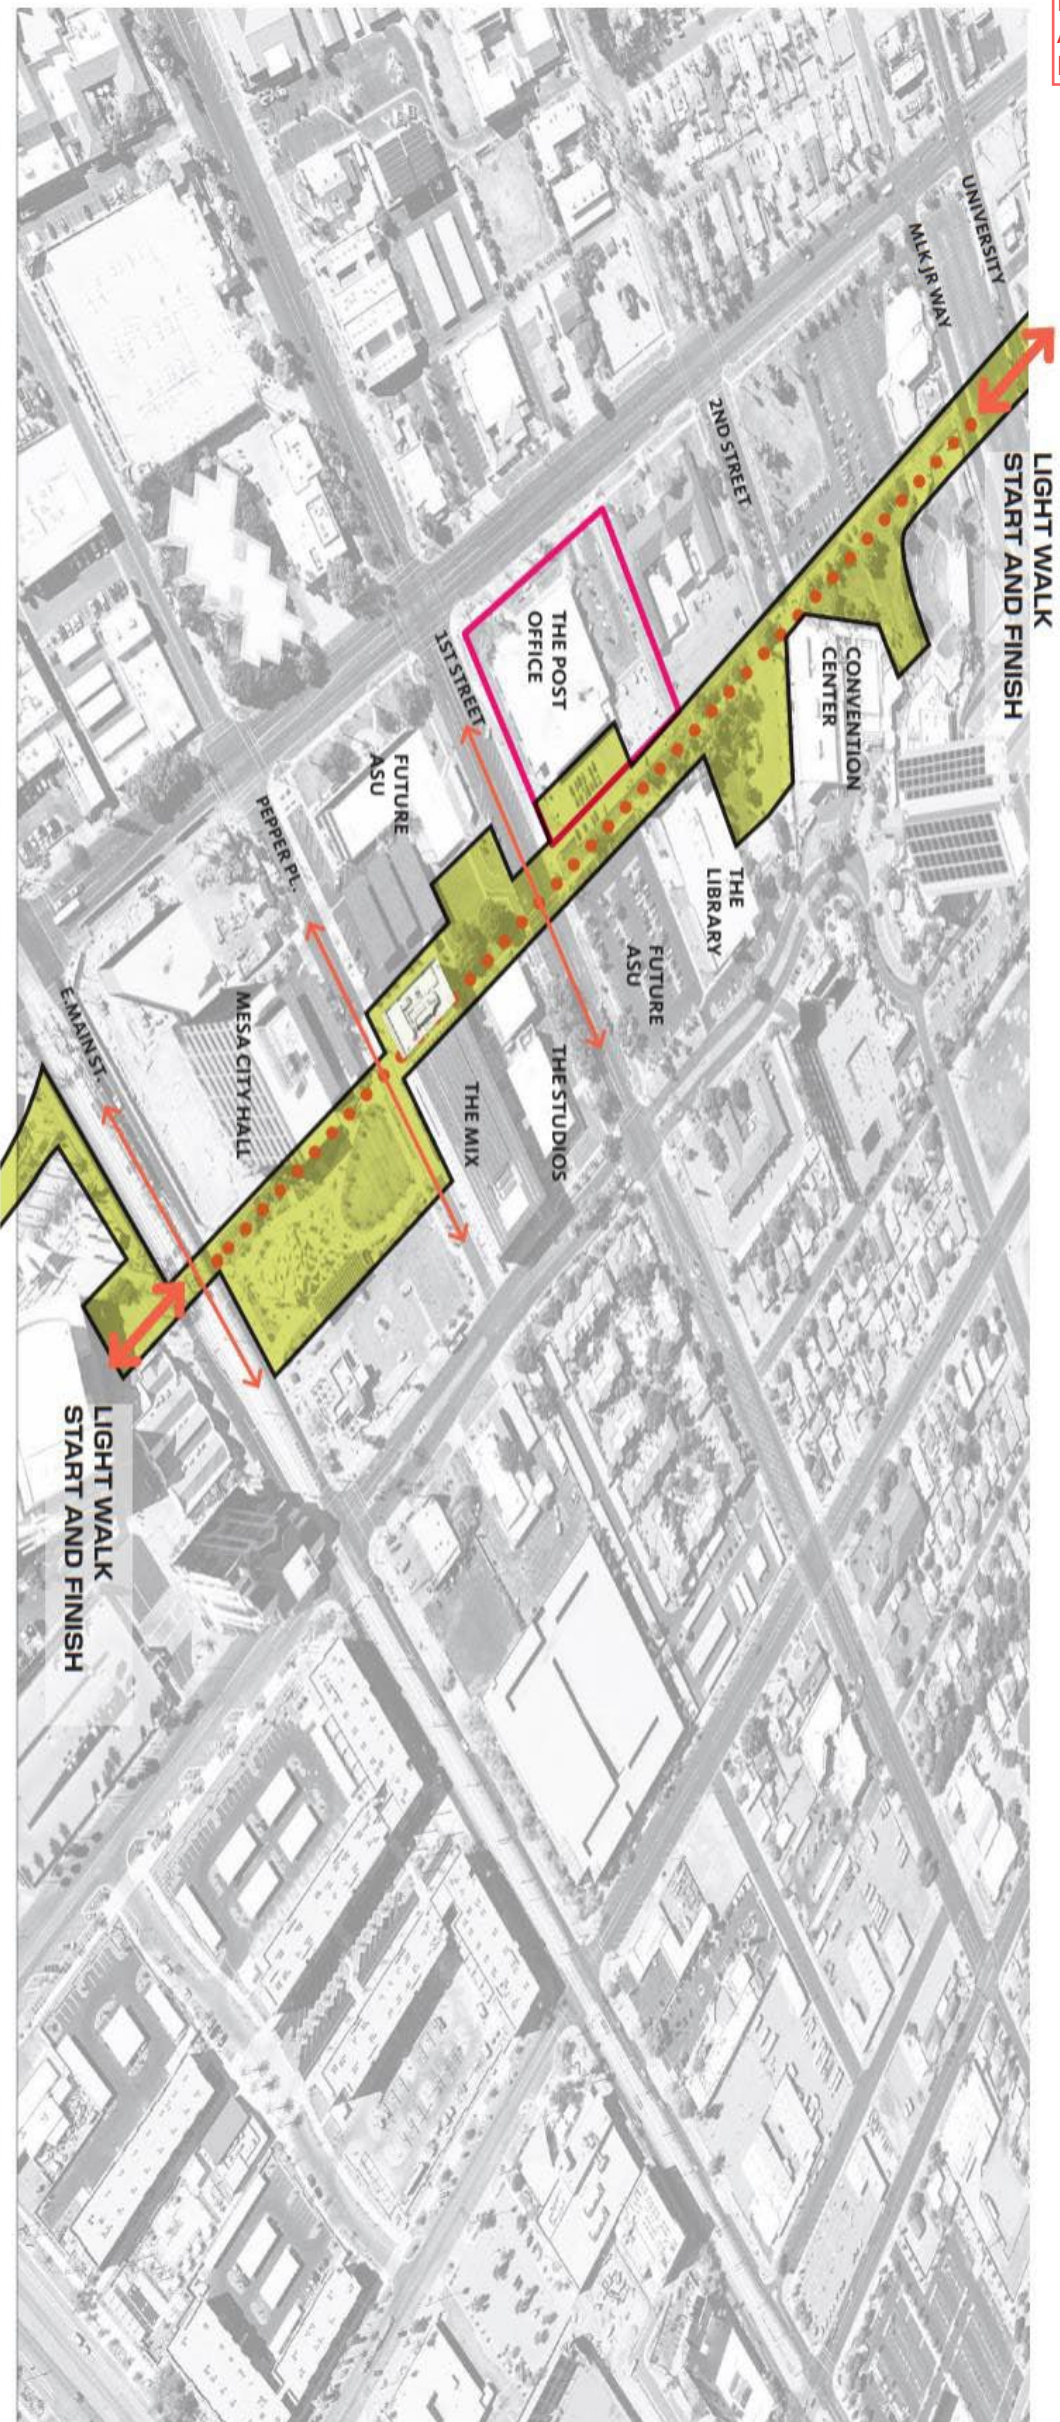 LIGHT WALK
START AND FINISH
UNIVERSITY
MLK JR WAY
2ND STREET
CONVENTION
CENTER
THE POST
OFFICE
1ST STREET
THE
LIBRARY
FUTURE
ASU
FUTURE
ASU
PEPPER PL.
THE STUDIOS
THE MIX
MESA CITY HALL
E.MAIN ST.
LIGHT WALK
START AND FINISH